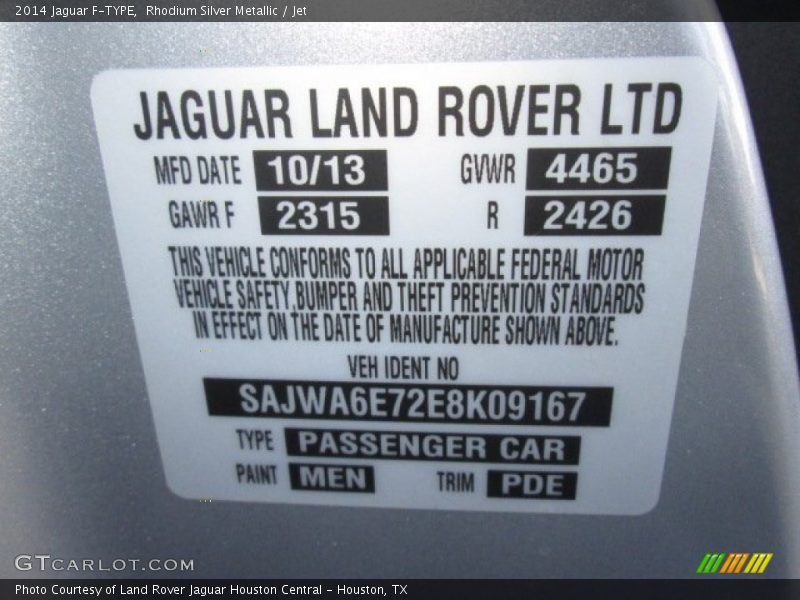 2014 Jaguar F-TYPE, Rhodium Silver Metallic / Jet
JAGUAR LAND ROVER LTD
MFD DATE 10/13 GVWR 4465
GAWR F 2315 R 2426
THIS VEHICLE CONFORMS TO ALL APPLICABLE FEDERAL MOTOR
VEHICLE SAFETY, BUMPER AND THEFT PREVENTION STANDARDS
IN EFFECT ON THE DATE OF MANUFACTURE SHOWN ABOVE.
VEH IDENT NO
SAJWA6E72E8K09167
TYPE PASSENGER CAR
PAINT MEN TRIM PDE
GTCARLOT.COM
Photo Courtesy of Land Rover Jaguar Houston Central - Houston, TX